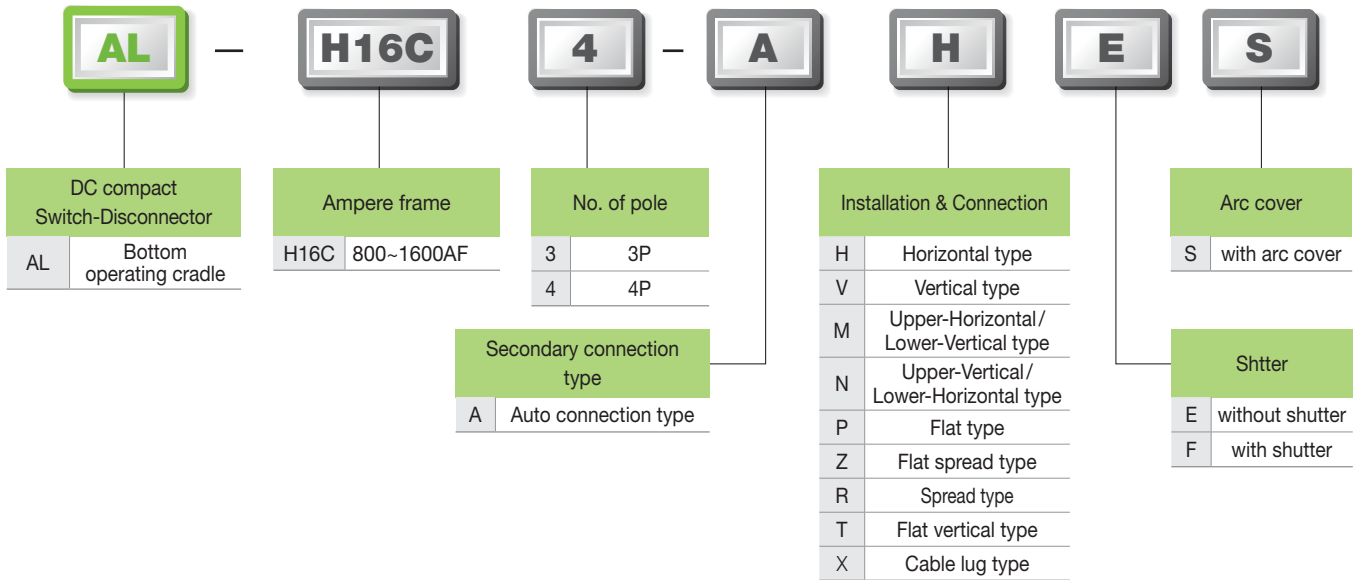 AL – H16C 4 – A H E S
DC compact
Switch-Disconnector
AL Bottom
operating cradle
Ampere frame
H16C 800~1600AF
No. of pole
3 3P
4 4P
Secondary connection
type
A Auto connection type
Installation & Connection
H Horizontal type
V Vertical type
M Upper-Horizontal/
Lower-Vertical type
N Upper-Vertical/
Lower-Horizontal type
P Flat type
Z Flat spread type
R Spread type
T Flat vertical type
X Cable lug type
Arc cover
S with arc cover
Shtter
E without shutter
F with shutter